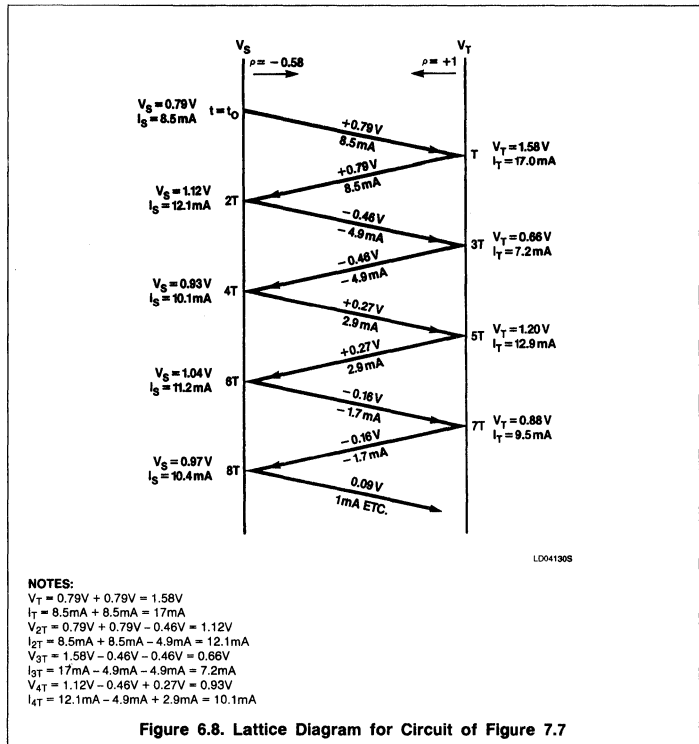 V_S
V_T
ρ = −0.58
ρ = +1
V_S = 0.79V
I_S = 8.5mA
t = t_O
+0.79V
8.5mA
T
V_T = 1.58V
I_T = 17.0mA
+0.79V
8.5mA
V_S = 1.12V
I_S = 12.1mA
2T
−0.46V
−4.9mA
3T
V_T = 0.66V
I_T = 7.2mA
−0.46V
−4.9mA
V_S = 0.93V
I_S = 10.1mA
4T
+0.27V
2.9mA
5T
V_T = 1.20V
I_T = 12.9mA
+0.27V
2.9mA
V_S = 1.04V
I_S = 11.2mA
6T
−0.16V
−1.7mA
7T
V_T = 0.88V
I_T = 9.5mA
−0.16V
−1.7mA
V_S = 0.97V
I_S = 10.4mA
8T
0.09V
1mA ETC.
LD04130S
NOTES:
V_T = 0.79V + 0.79V = 1.58V
I_T = 8.5mA + 8.5mA = 17mA
V_2T = 0.79V + 0.79V − 0.46V = 1.12V
I_2T = 8.5mA + 8.5mA − 4.9mA = 12.1mA
V_3T = 1.58V − 0.46V − 0.46V = 0.66V
I_3T = 17mA − 4.9mA − 4.9mA = 7.2mA
V_4T = 1.12V − 0.46V + 0.27V = 0.93V
I_4T = 12.1mA − 4.9mA + 2.9mA = 10.1mA
Figure 6.8. Lattice Diagram for Circuit of Figure 7.7